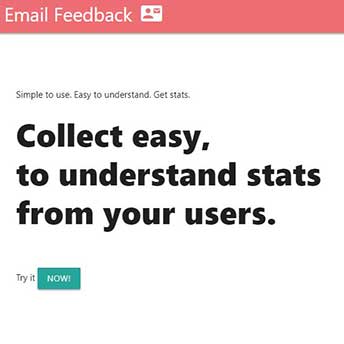 Email Feedback
Simple to use. Easy to understand. Get stats.
Collect easy,
to understand stats
from your users.
Try it NOW!